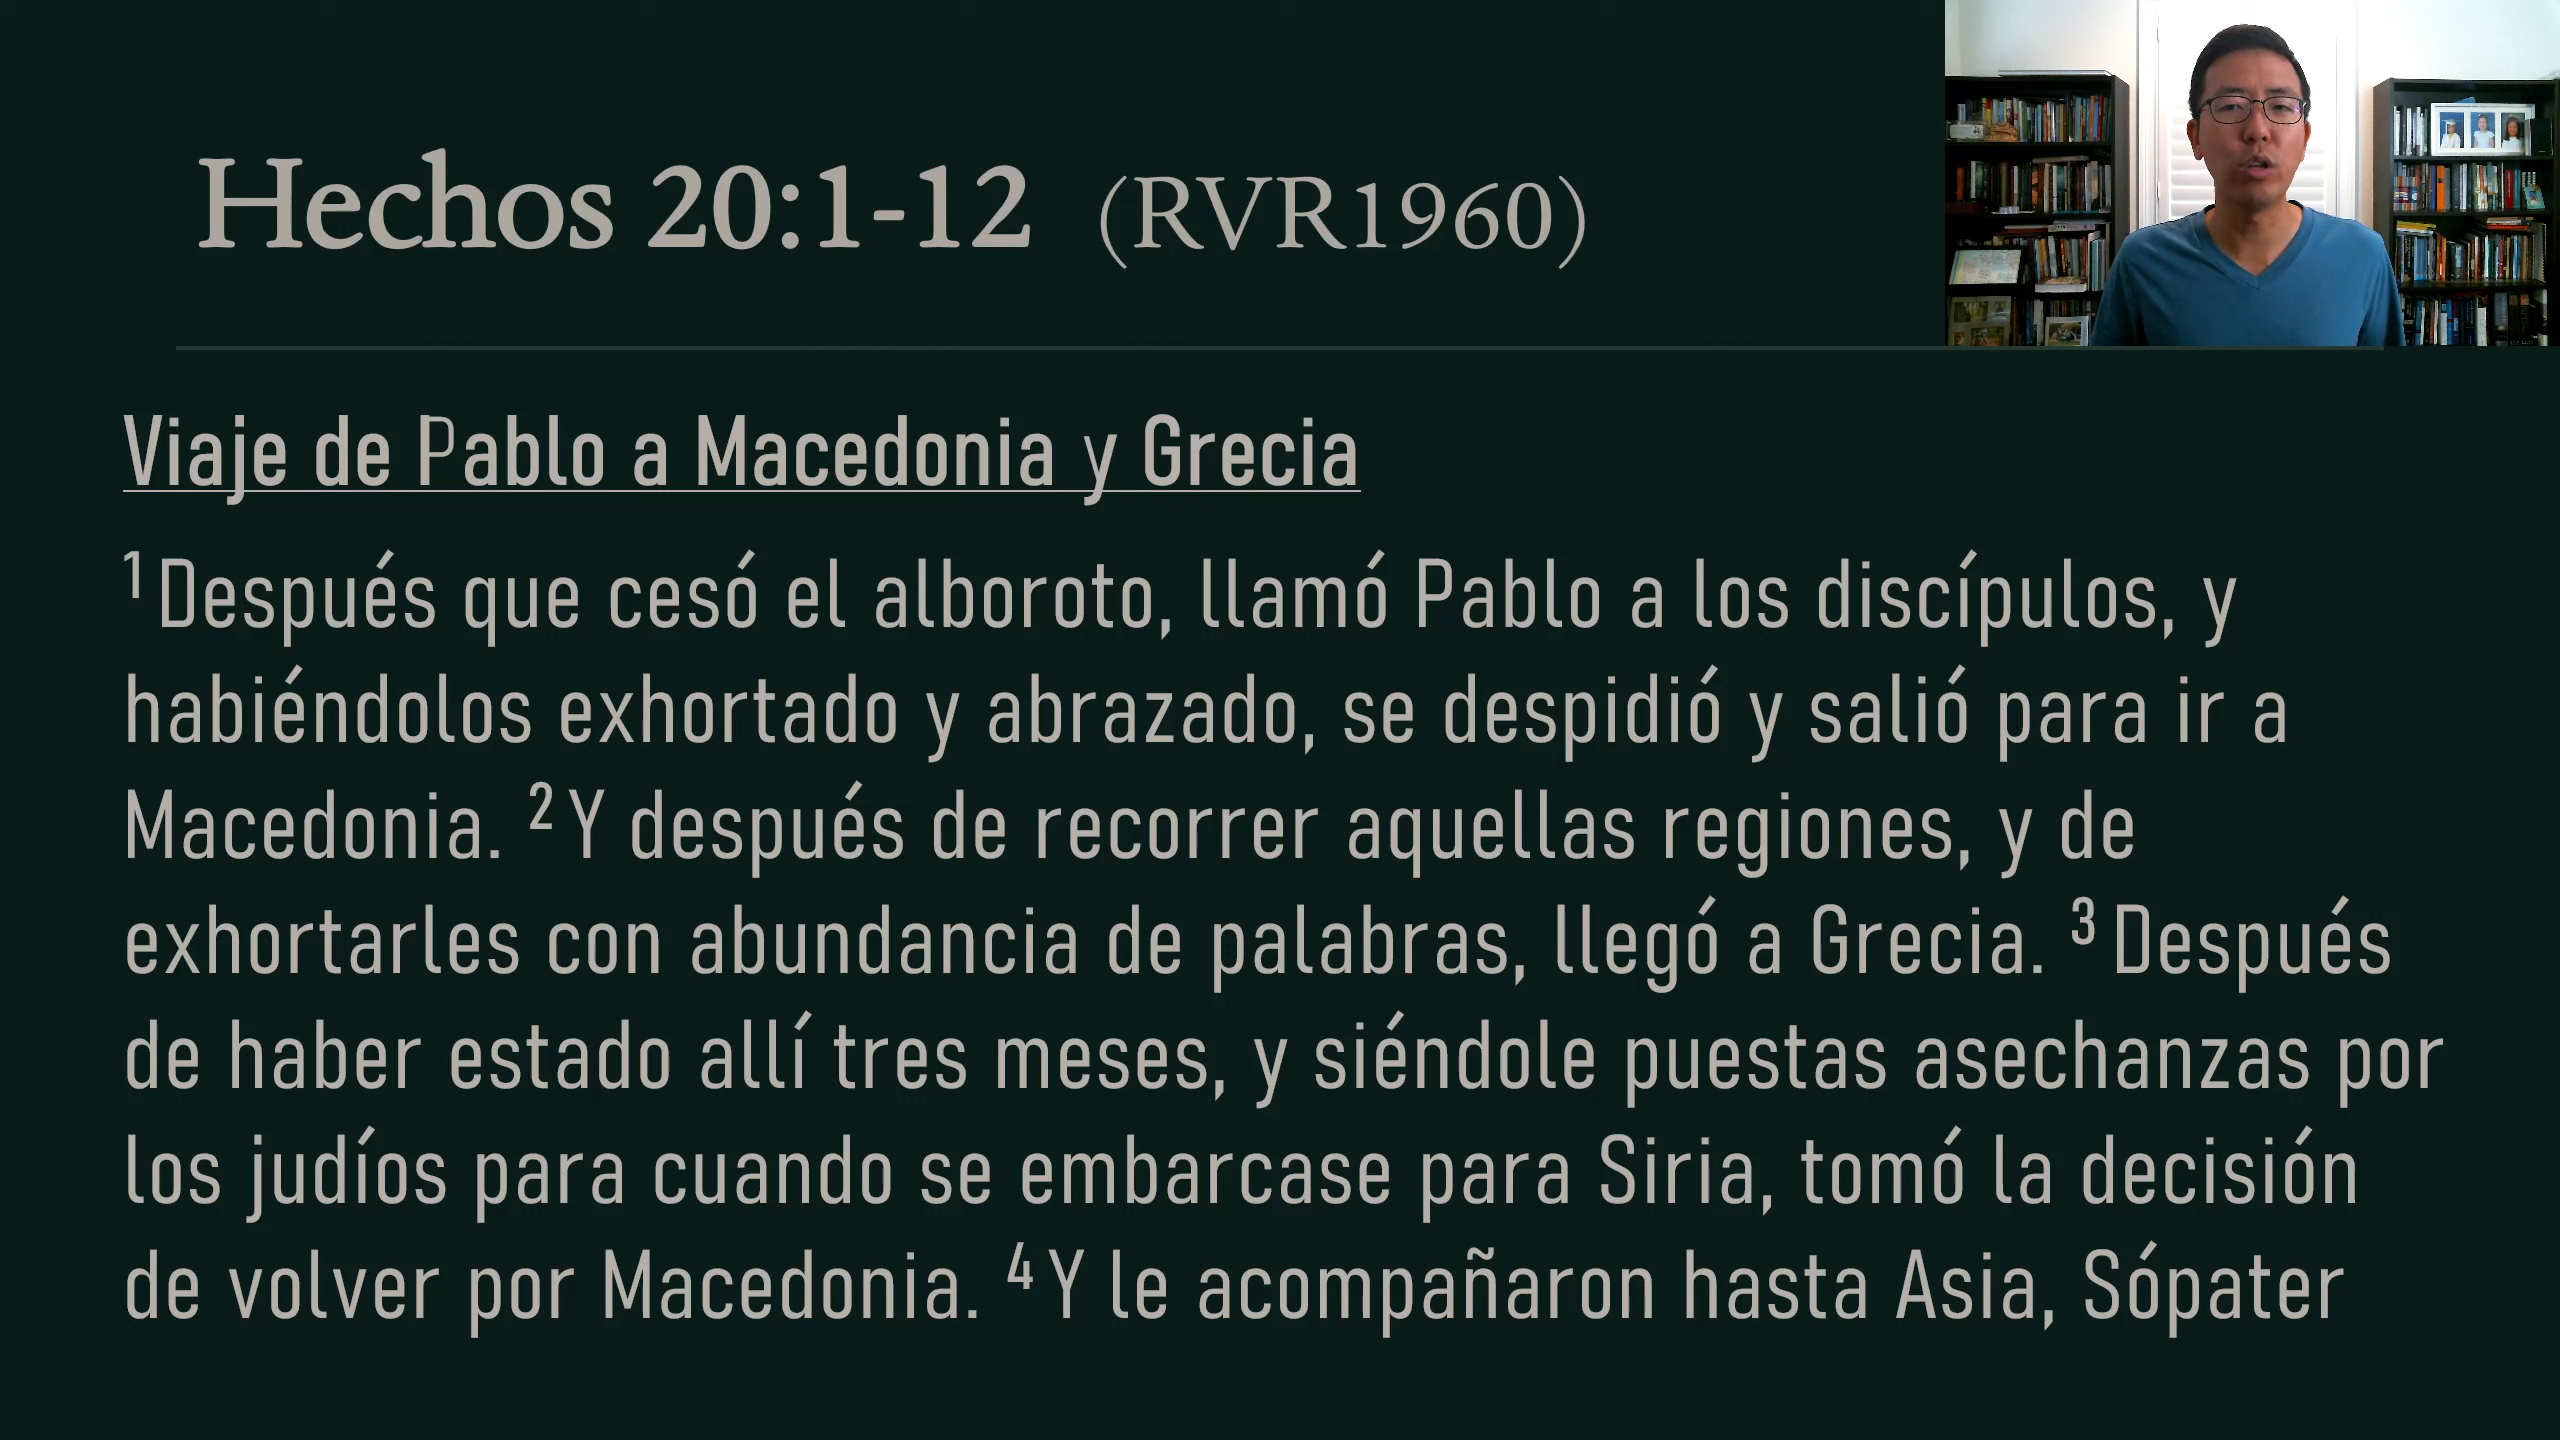 Hechos 20:1-12 (RVR1960)
Viaje de Pablo a Macedonia y Grecia
1 Después que cesó el alboroto, llamó Pablo a los discípulos, y
habiéndolos exhortado y abrazado, se despidió y salió para ir a
Macedonia. 2 Y después de recorrer aquellas regiones, y de
exhortarles con abundancia de palabras, llegó a Grecia. 3 Después
de haber estado allí tres meses, y siéndole puestas asechanzas por
los judíos para cuando se embarcase para Siria, tomó la decisión
de volver por Macedonia. 4 Y le acompañaron hasta Asia, Sópater